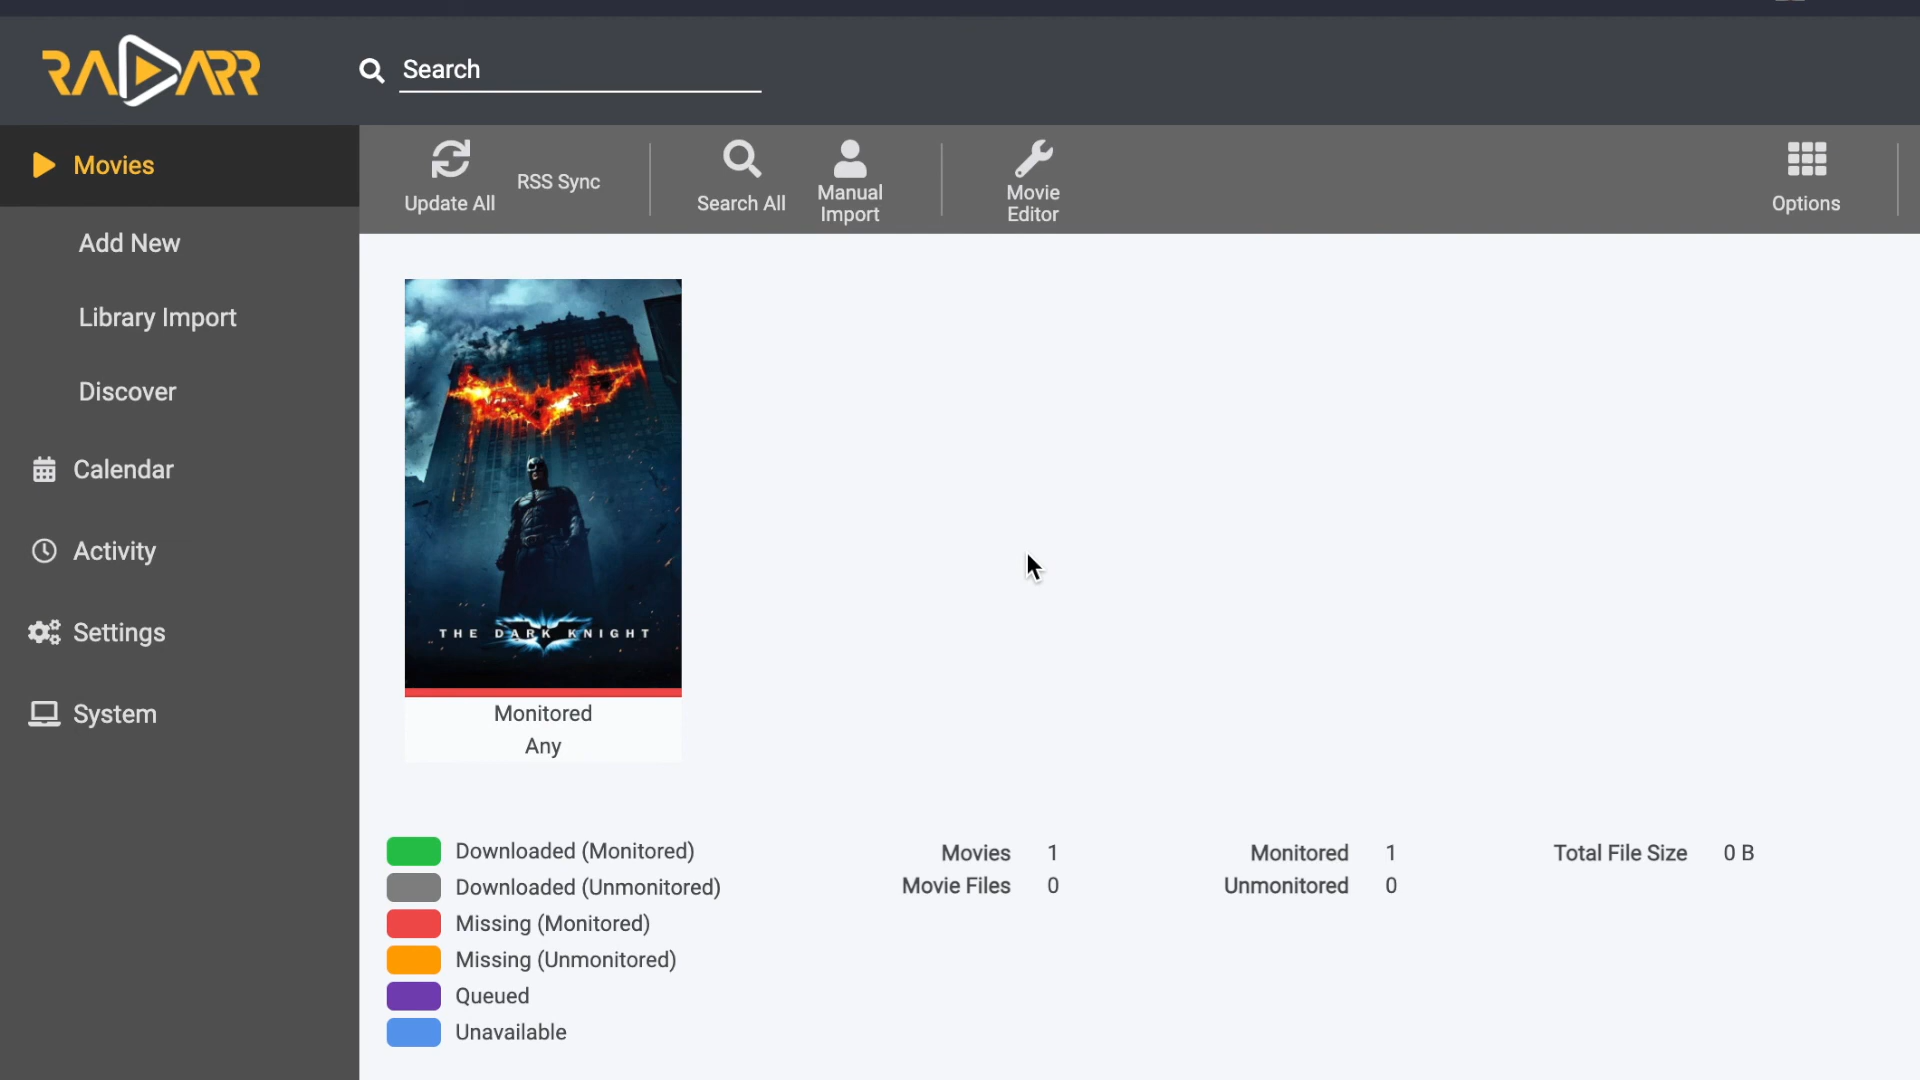 RADARR
Search
Movies
Add New
Library Import
Discover
Calendar
Activity
Settings
System
Update All
RSS Sync
Search All
Manual
Import
Movie
Editor
Options
THE DARK KNIGHT
Monitored
Any
Downloaded (Monitored)
Downloaded (Unmonitored)
Missing (Monitored)
Missing (Unmonitored)
Queued
Unavailable
Movies 1
Movie Files 0
Monitored 1
Unmonitored 0
Total File Size 0 B